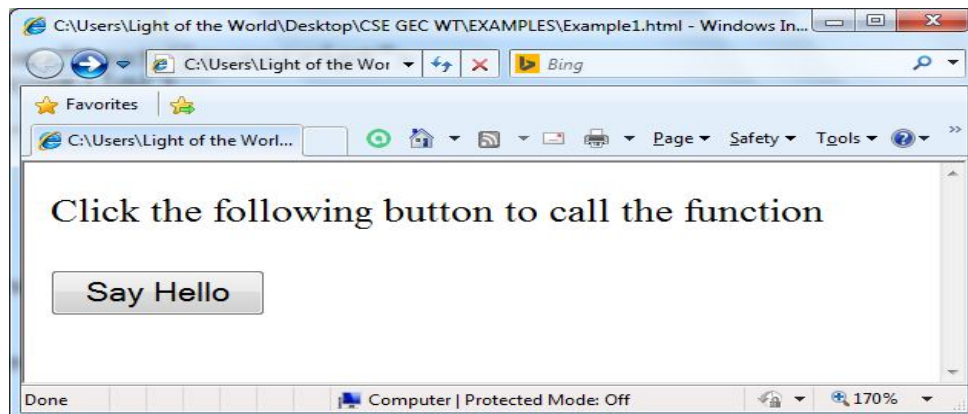 C:\Users\Light of the World\Desktop\CSE GEC WT\EXAMPLES\Example1.html - Windows In...
C:\Users\Light of the Wor
Bing
Favorites
C:\Users\Light of the Worl...
Page
Safety
Tools
Click the following button to call the function
Say Hello
Done
Computer | Protected Mode: Off
170%